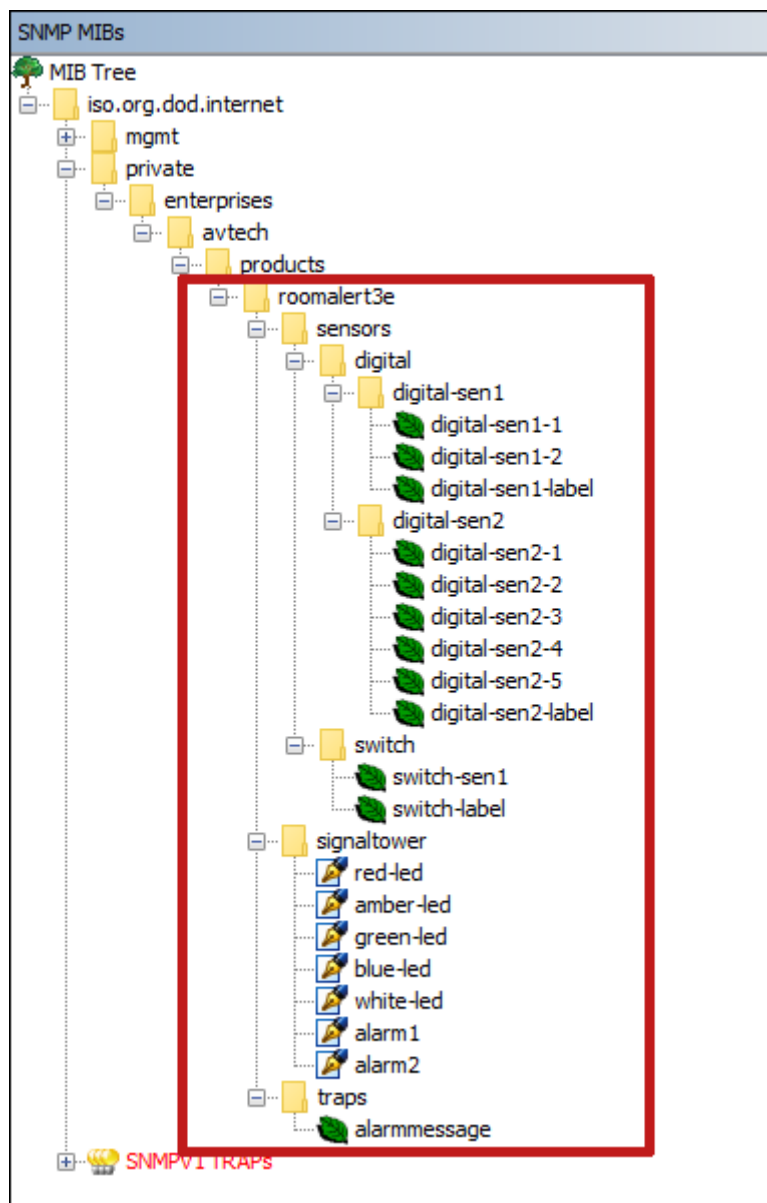 SNMP MIBs
MIB Tree
iso.org.dod.internet
mgmt
private
enterprises
avtech
products
roomalert3e
sensors
digital
digital-sen1
digital-sen1-1
digital-sen1-2
digital-sen1-label
digital-sen2
digital-sen2-1
digital-sen2-2
digital-sen2-3
digital-sen2-4
digital-sen2-5
digital-sen2-label
switch
switch-sen1
switch-label
signaltower
red-led
amber-led
green-led
blue-led
white-led
alarm1
alarm2
traps
alarmmessage
SNMPV1 TRAPs